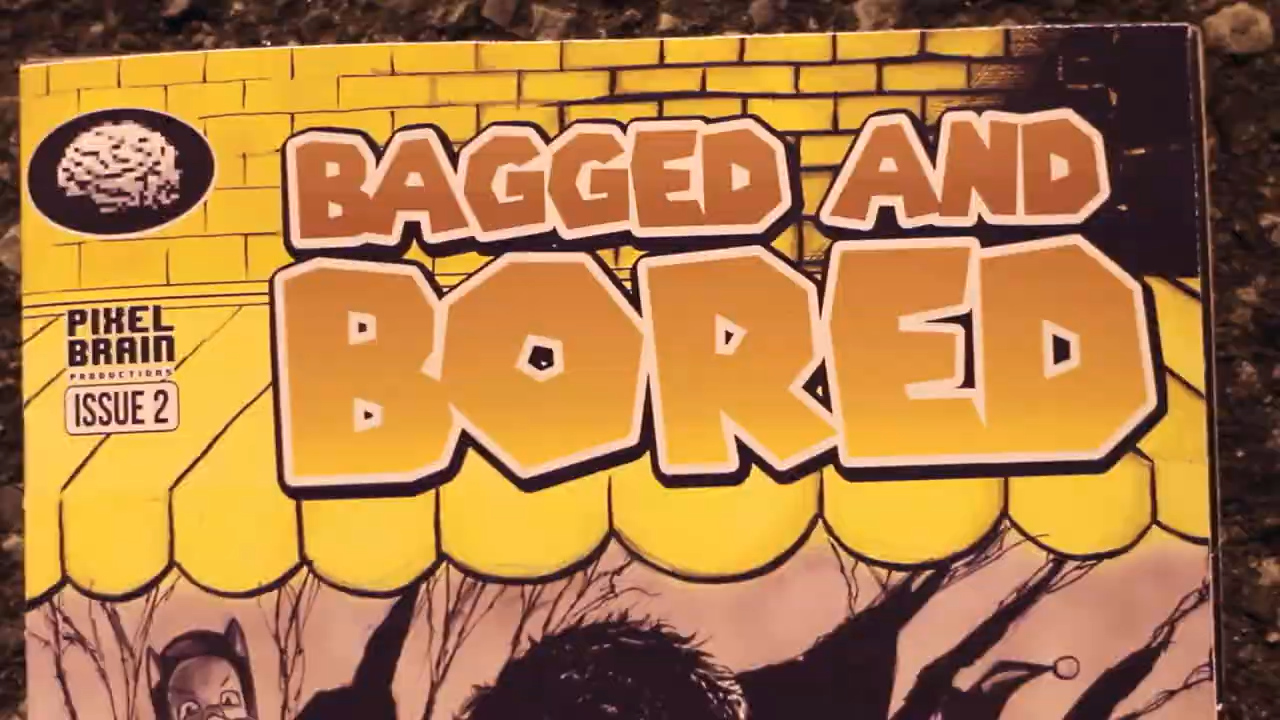 BAGGED AND
BORED
PIXEL
BRAIN
PRODUCTIONS
ISSUE 2